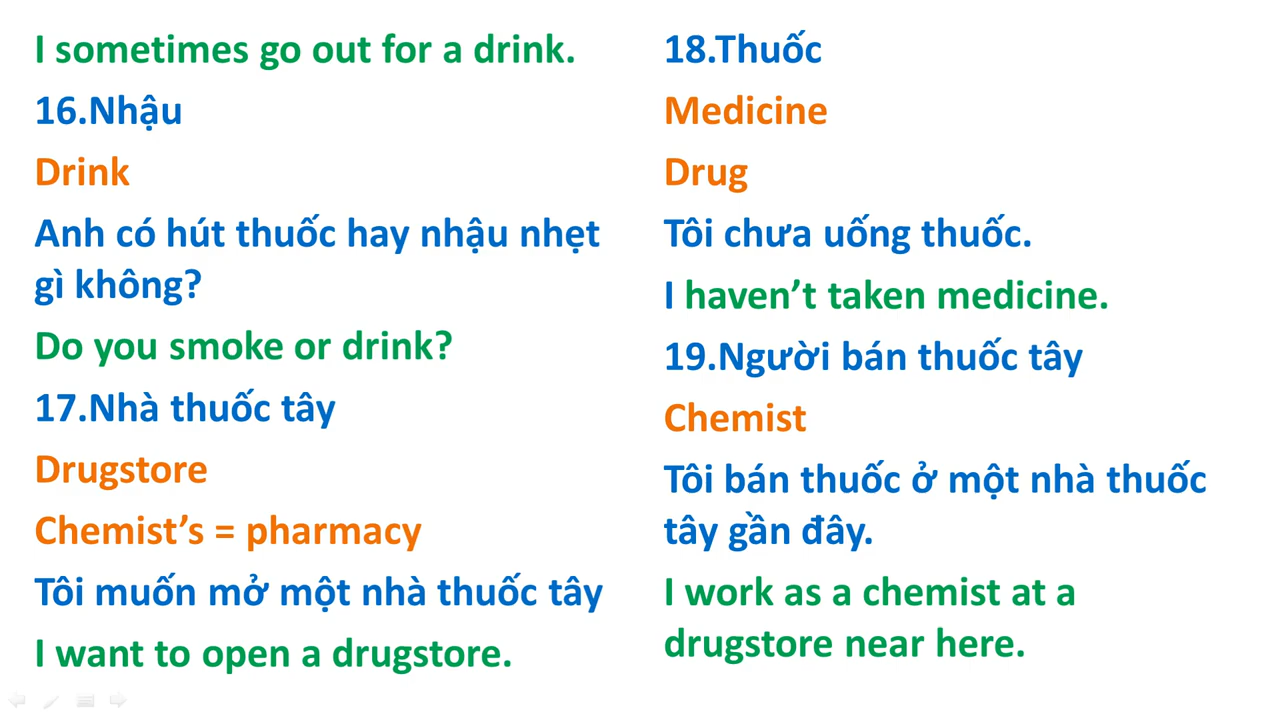 I sometimes go out for a drink.
16.Nhậu
Drink
Anh có hút thuốc hay nhậu nhẹt
gì không?
Do you smoke or drink?
17.Nhà thuốc tây
Drugstore
Chemist’s = pharmacy
Tôi muốn mở một nhà thuốc tây
I want to open a drugstore.
18.Thuốc
Medicine
Drug
Tôi chưa uống thuốc.
I haven’t taken medicine.
19.Người bán thuốc tây
Chemist
Tôi bán thuốc ở một nhà thuốc
tây gần đây.
I work as a chemist at a
drugstore near here.